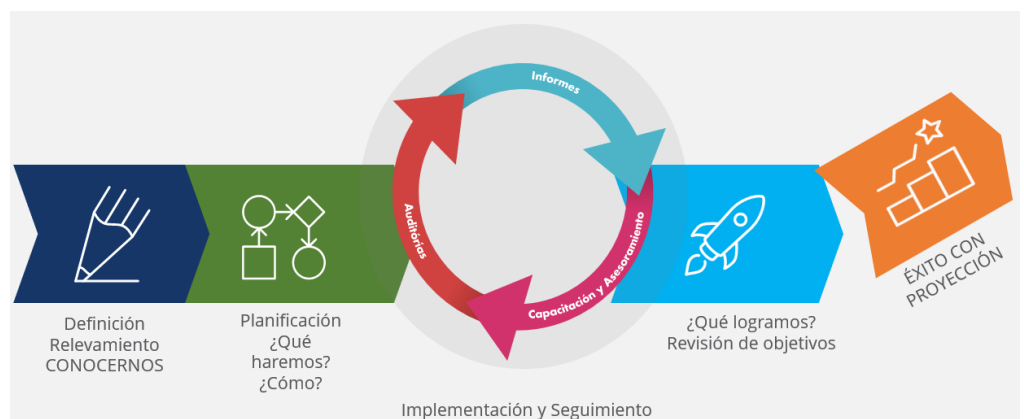 Definición
Relevamiento
CONOCERNOS
Planificación
¿Qué
haremos?
¿Cómo?
Informes
Auditórias
Capacitación y Asesoramiento
Implementación y Seguimiento
¿Qué logramos?
Revisión de objetivos
ÉXITO CON
PROYECCIÓN